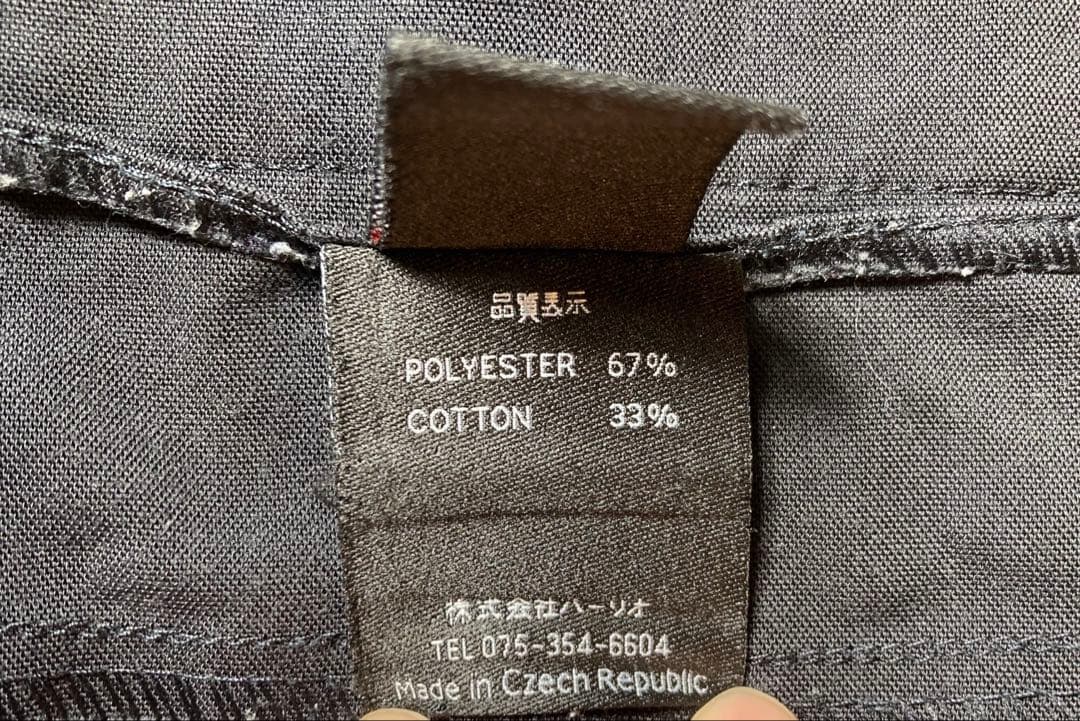 品質表示
POLYESTER 67%
COTTON 33%
株式会社ハーリオ
TEL 075-354-6604
Made in Czech Republic